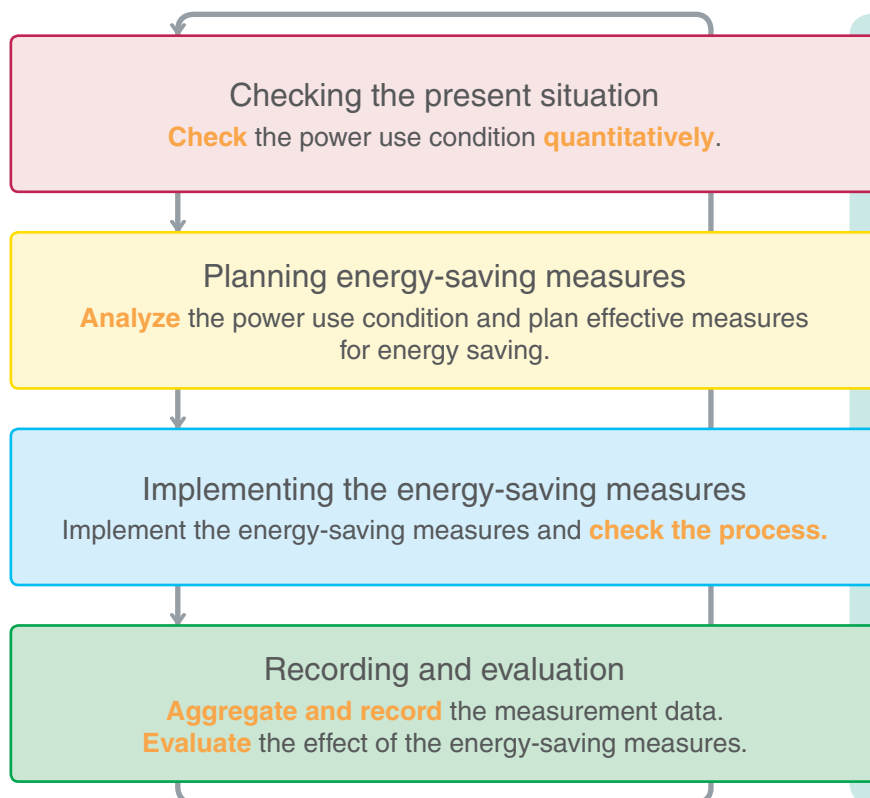 Checking the present situation
Check the power use condition quantitatively.
Planning energy-saving measures
Analyze the power use condition and plan effective measures
for energy saving.
Implementing the energy-saving measures
Implement the energy-saving measures and check the process.
Recording and evaluation
Aggregate and record the measurement data.
Evaluate the effect of the energy-saving measures.